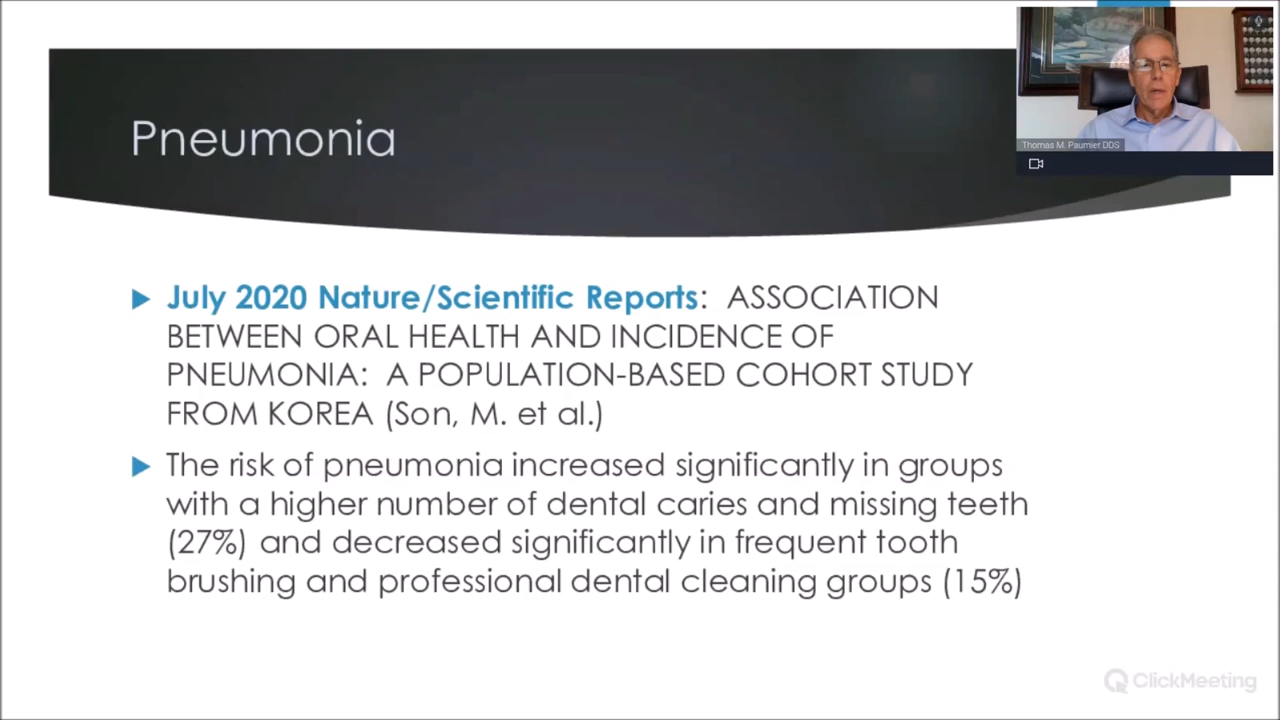 Pneumonia
Thomas M. Paumier DDS
July 2020 Nature/Scientific Reports: ASSOCIATION
BETWEEN ORAL HEALTH AND INCIDENCE OF
PNEUMONIA: A POPULATION-BASED COHORT STUDY
FROM KOREA (Son, M. et al.)
The risk of pneumonia increased significantly in groups
with a higher number of dental caries and missing teeth
(27%) and decreased significantly in frequent tooth
brushing and professional dental cleaning groups (15%)
ClickMeeting